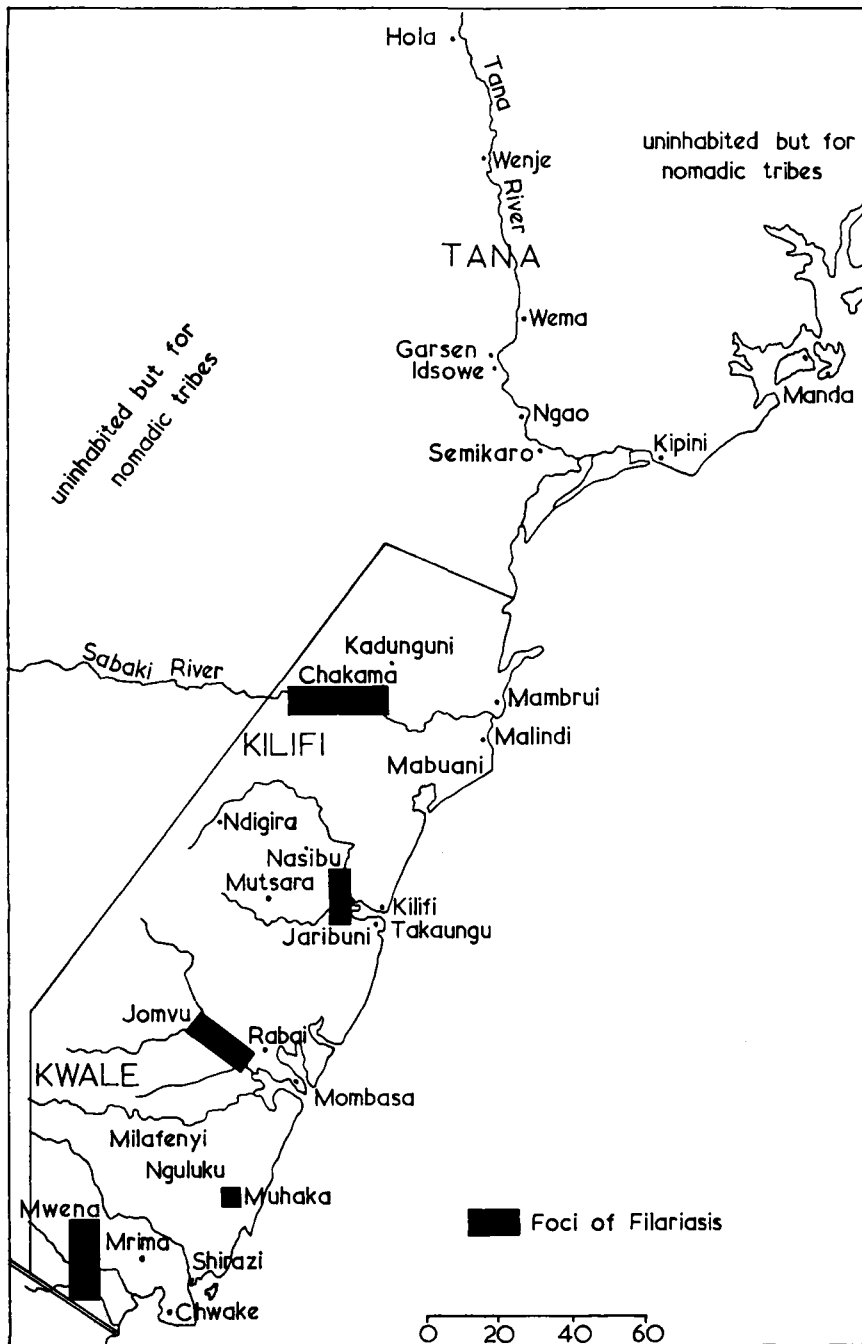 Hola
Tana
River
Wenje
uninhabited but for
nomadic tribes
TANA
Wema
Garsen
Idsowe
Ngao
Manda
Semikaro
Kipini
uninhabited but for
nomadic tribes
Sabaki River
Kadunguni
Chakama
Mambrui
KILIFI
Malindi
Mabuani
Ndigira
Nasibu
Mutsara
Kilifi
Jaribuni
Takaungu
Jomvu
Rabai
KWALE
Mombasa
Milafenyi
Nguluku
Muhaka
Mwena
Mrima
Shirazi
Chwake
Foci of Filariasis
0 20 40 60